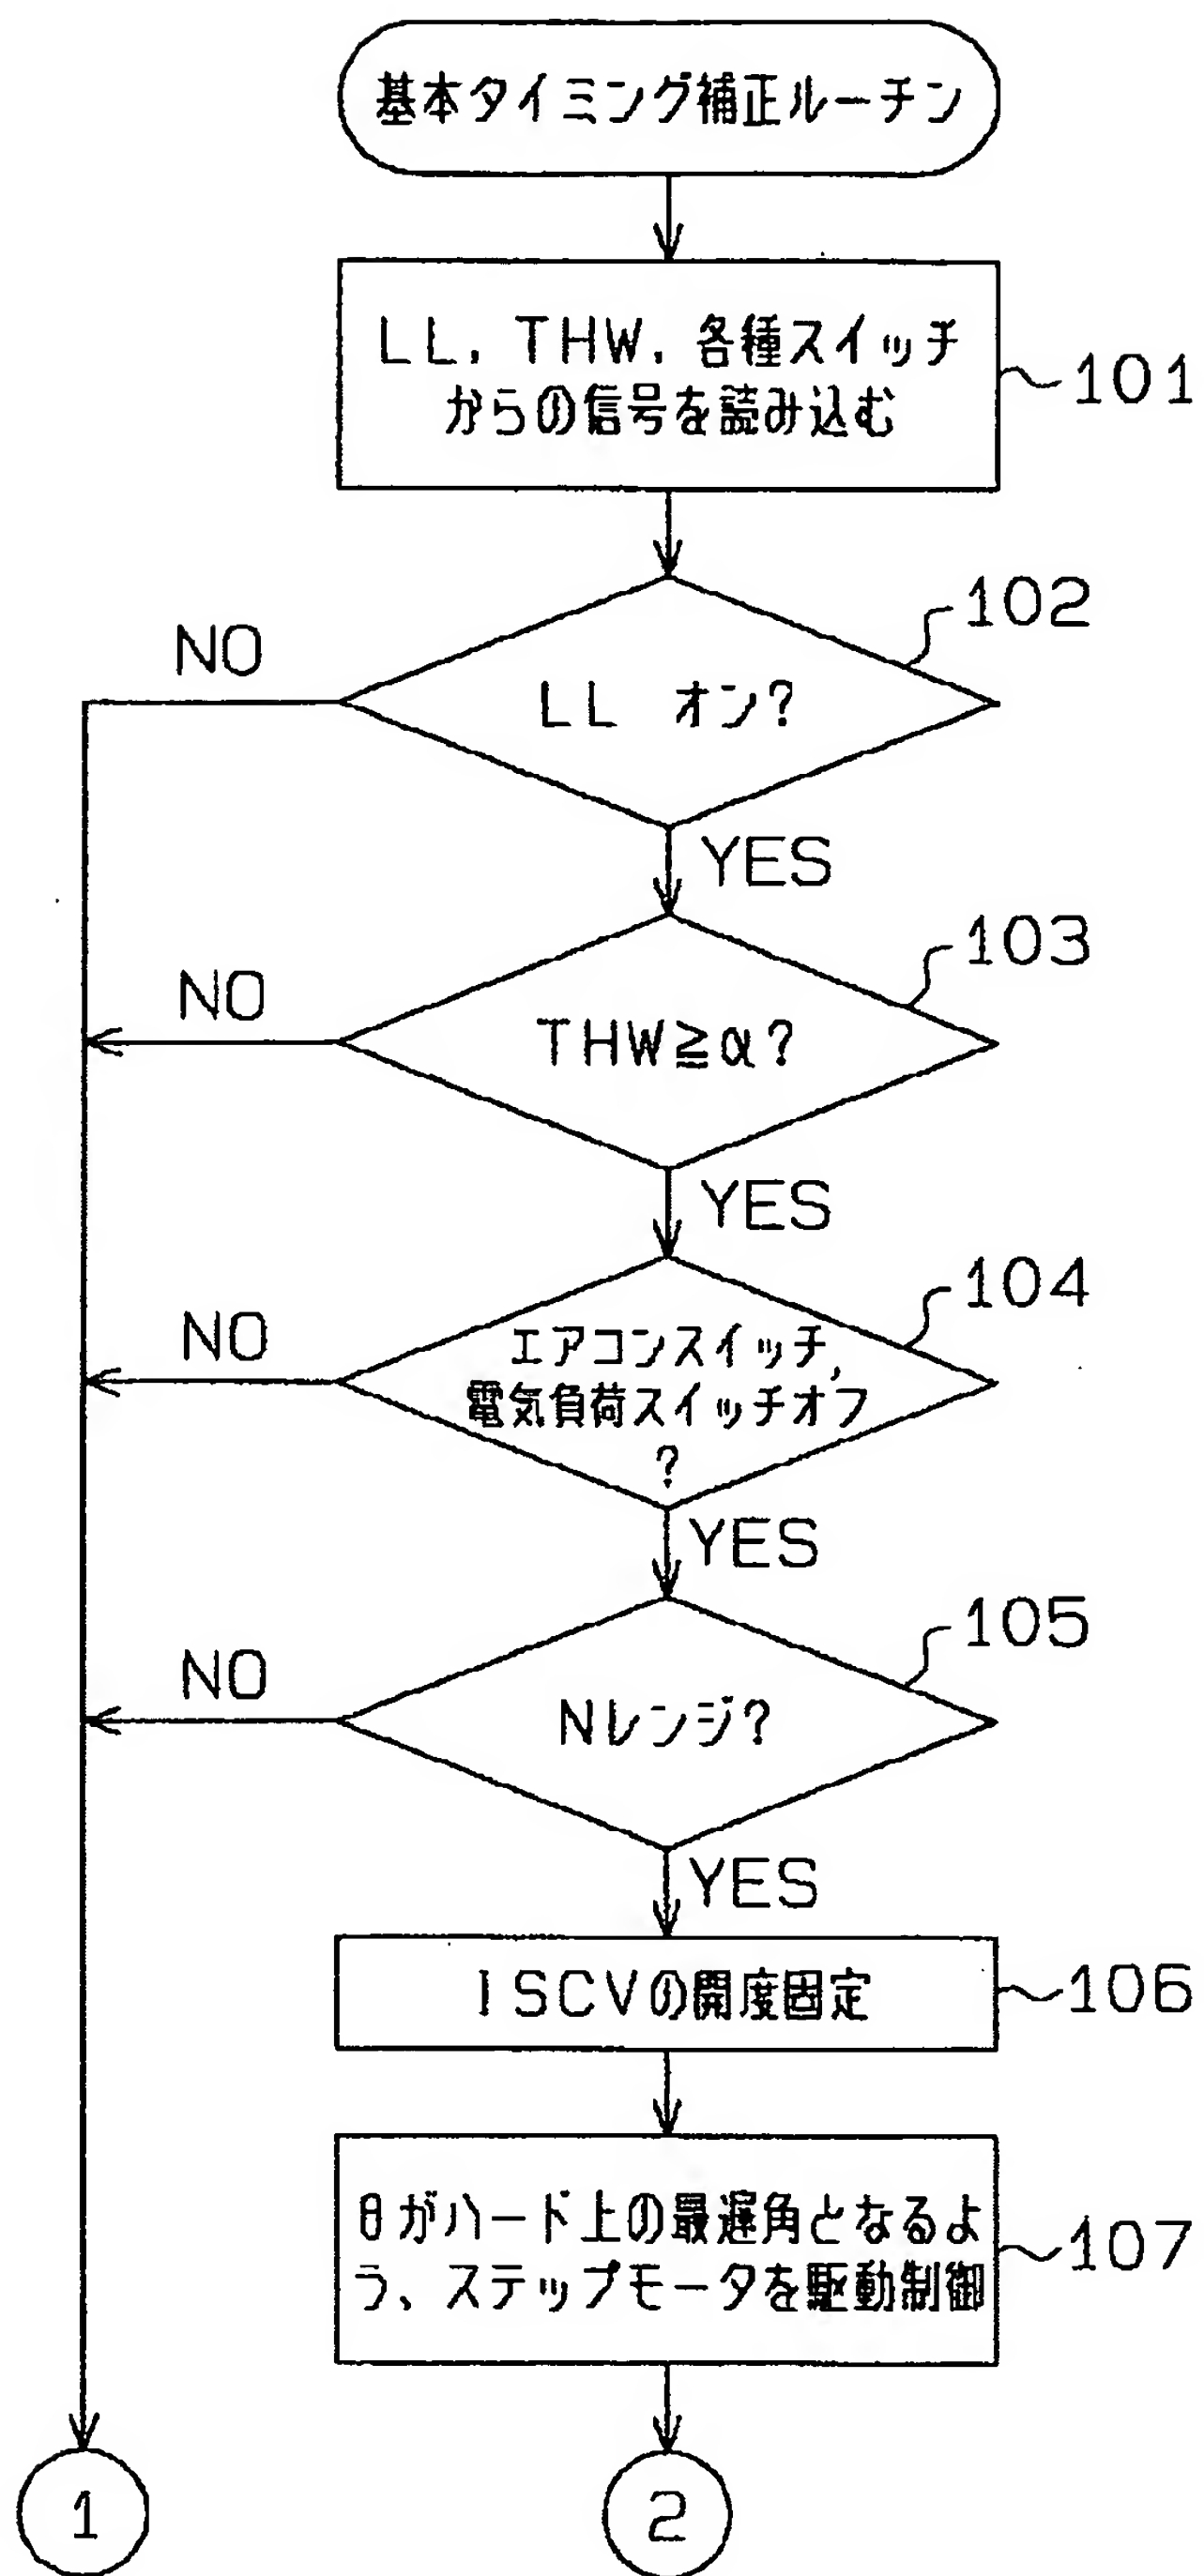 基本タイミング補正ルーチン
LL, THW, 各種スイッチ
からの信号を読み込む
101
102
NO
LL オン?
YES
103
NO
THW≧α?
YES
104
NO
エアコンスイッチ,
電気負荷スイッチオフ
?
YES
105
NO
Nレンジ?
YES
ISCVの開度固定
106
θがハード上の最遅角となるよ
う、ステップモータを駆動制御
107
1
2